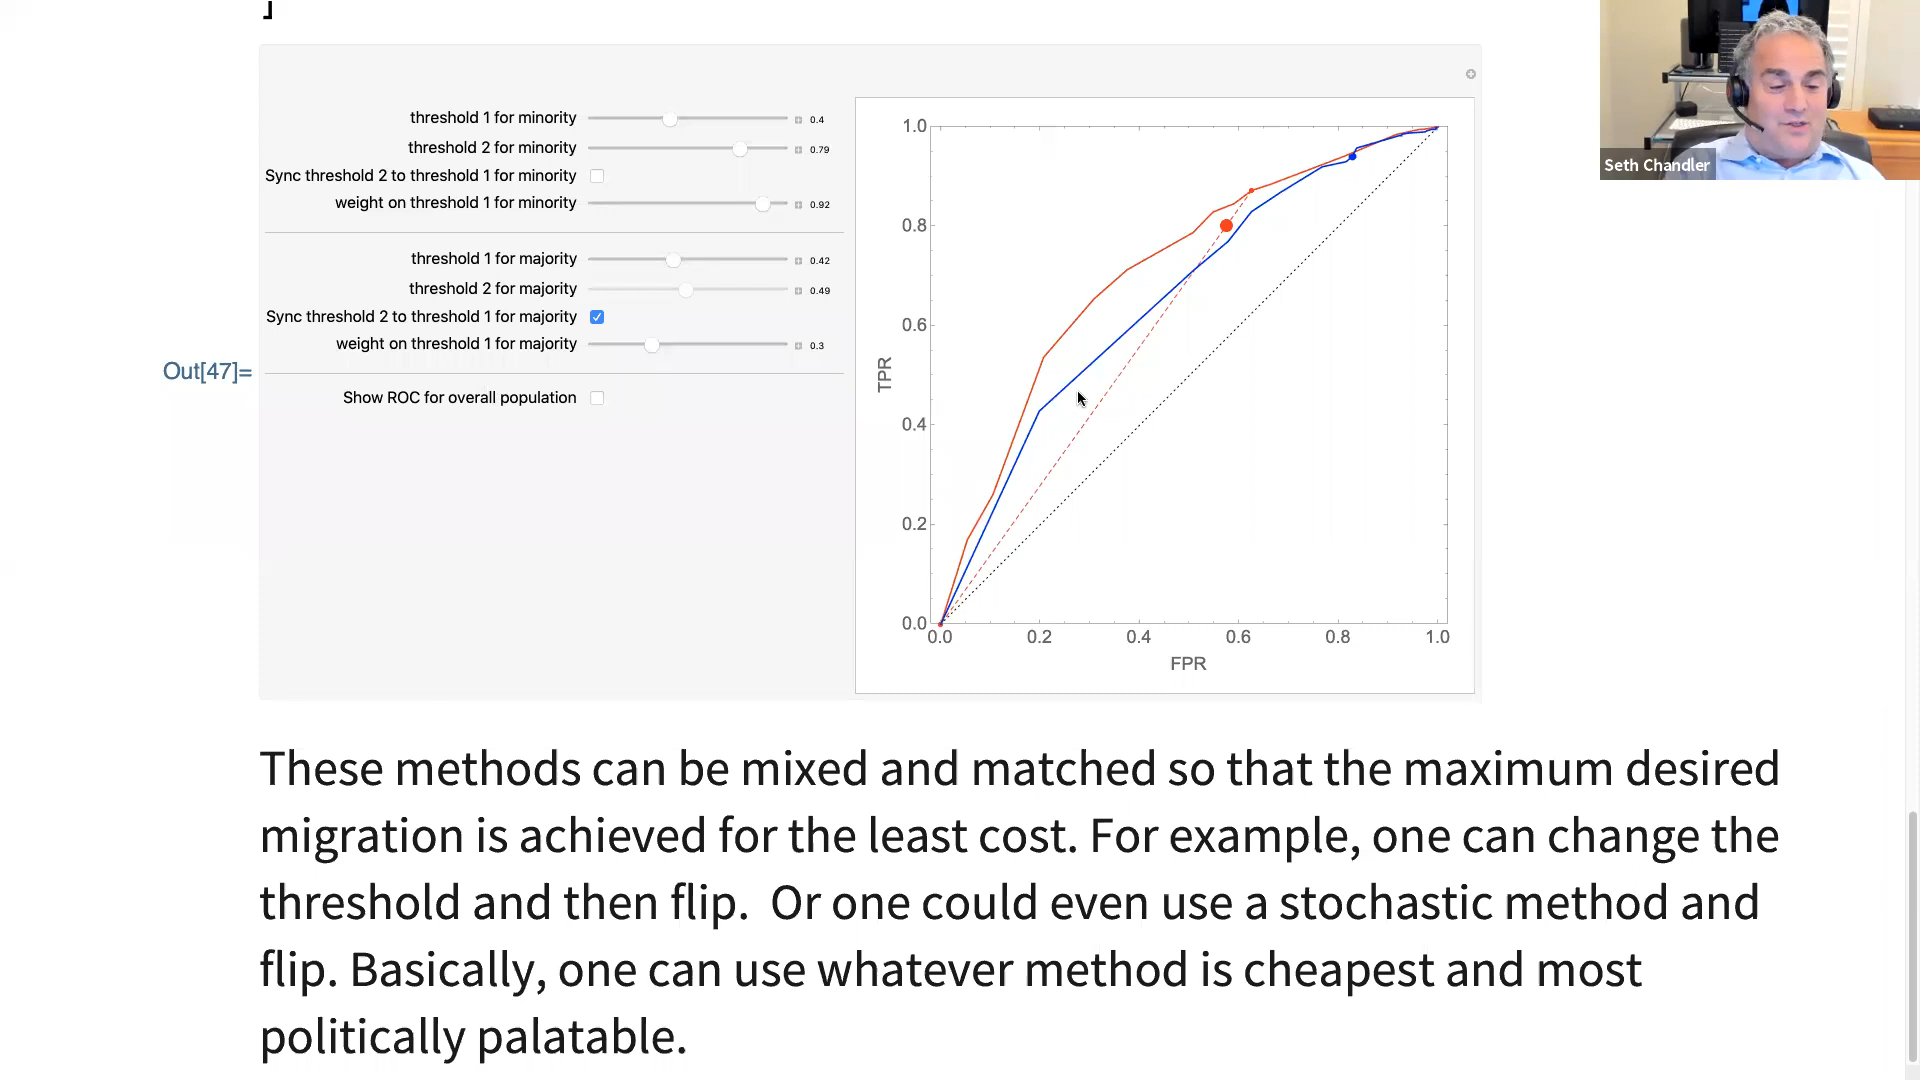 ]
Seth Chandler
threshold 1 for minority 0.4
threshold 2 for minority 0.79
Sync threshold 2 to threshold 1 for minority
weight on threshold 1 for minority 0.92
threshold 1 for majority 0.42
threshold 2 for majority 0.49
Sync threshold 2 to threshold 1 for majority
weight on threshold 1 for majority 0.3
Show ROC for overall population
Out[47]=
1.0
0.8
0.6
TPR
0.4
0.2
0.0
0.0 0.2 0.4 0.6 0.8 1.0
FPR
These methods can be mixed and matched so that the maximum desired
migration is achieved for the least cost. For example, one can change the
threshold and then flip. Or one could even use a stochastic method and
flip. Basically, one can use whatever method is cheapest and most
politically palatable.